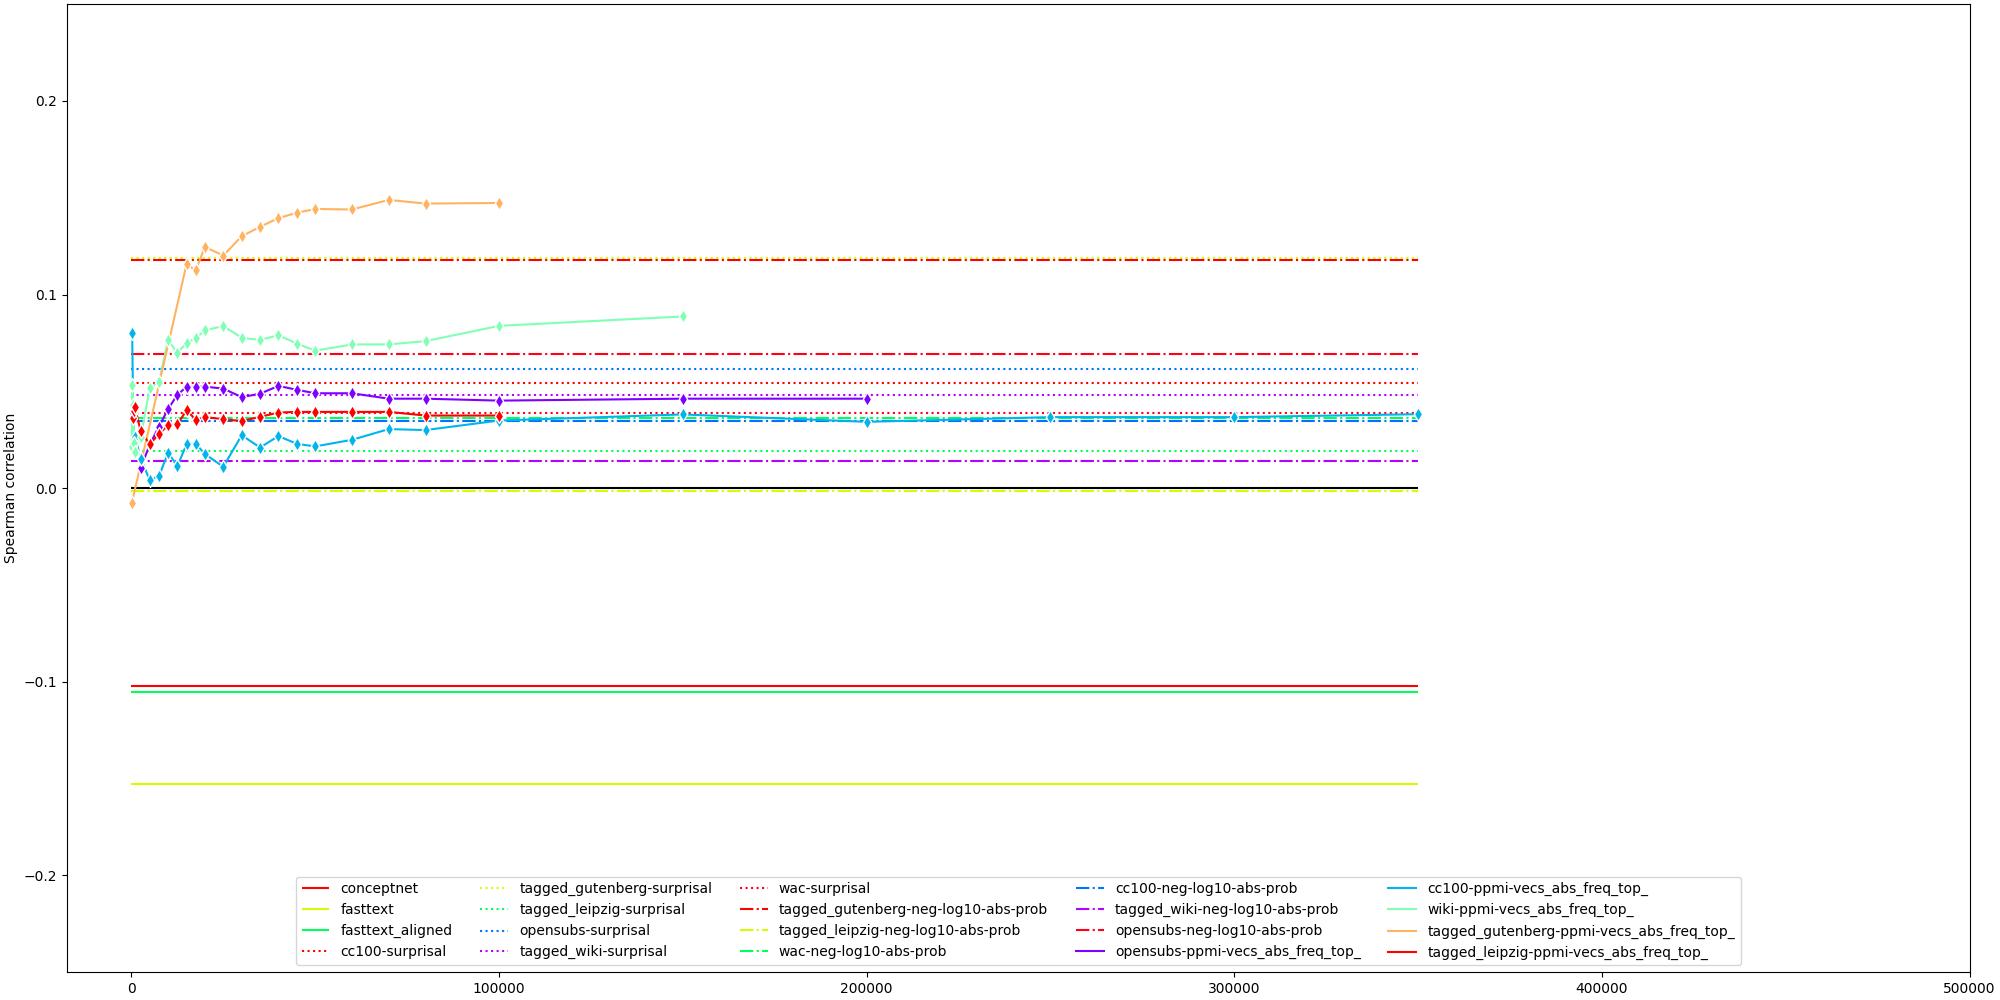 0.2
0.1
0.0
−0.1
−0.2
Spearman correlation
conceptnet
fasttext
fasttext_aligned
cc100-surprisal
tagged_gutenberg-surprisal
tagged_leipzig-surprisal
opensubs-surprisal
tagged_wiki-surprisal
wac-surprisal
tagged_gutenberg-neg-log10-abs-prob
tagged_leipzig-neg-log10-abs-prob
wac-neg-log10-abs-prob
cc100-neg-log10-abs-prob
tagged_wiki-neg-log10-abs-prob
opensubs-neg-log10-abs-prob
opensubs-ppmi-vecs_abs_freq_top_
cc100-ppmi-vecs_abs_freq_top_
wiki-ppmi-vecs_abs_freq_top_
tagged_gutenberg-ppmi-vecs_abs_freq_top_
tagged_leipzig-ppmi-vecs_abs_freq_top_
0
100000
200000
300000
400000
500000